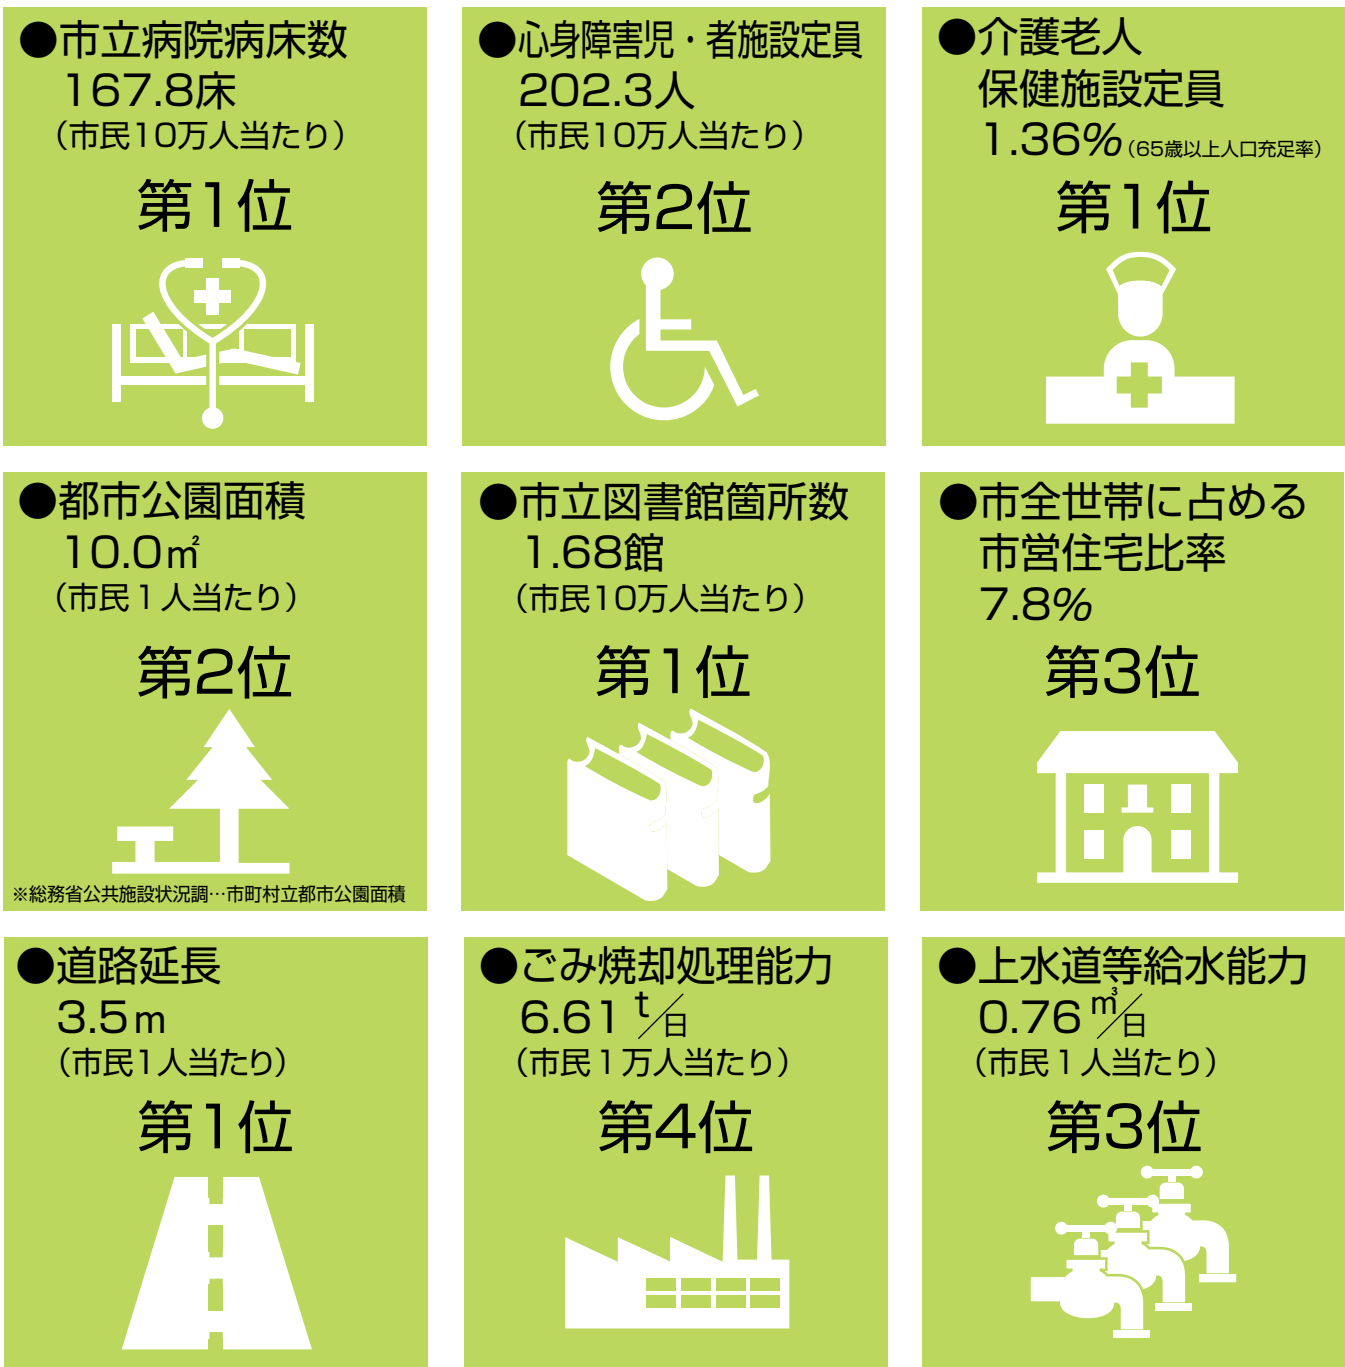 ●市立病院病床数
167.8床
（市民10万人当たり）
第1位
●心身障害児・者施設定員
202.3人
（市民10万人当たり）
第2位
●介護老人
保健施設定員
1.36%（65歳以上人口充足率）
第1位
●都市公園面積
10.0㎡
（市民１人当たり）
第2位
※総務省公共施設状況調…市町村立都市公園面積
●市立図書館箇所数
1.68館
（市民10万人当たり）
第1位
●市全世帯に占める
市営住宅比率
7.8%
第3位
●道路延長
3.5m
（市民1人当たり）
第1位
●ごみ焼却処理能力
6.61 t／日
（市民１万人当たり）
第4位
●上水道等給水能力
0.76 ㎥／日
（市民１人当たり）
第3位